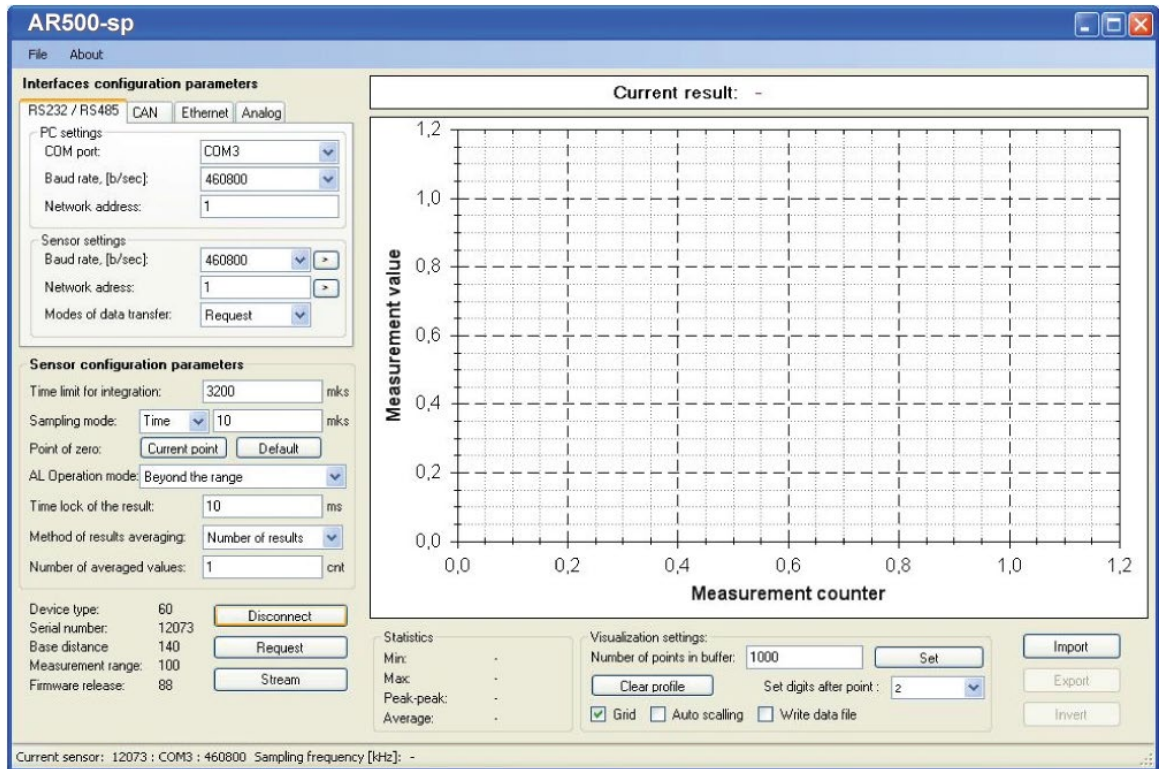 AR500-sp
File About
Interfaces configuration parameters
RS232 / RS485 CAN Ethernet Analog
PC settings
COM port: COM3
Baud rate, [b/sec]: 460800
Network address: 1
Sensor settings
Baud rate, [b/sec]: 460800 >
Network adress: 1 >
Modes of data transfer: Request
Sensor configuration parameters
Time limit for integration: 3200 mks
Sampling mode: Time 10 mks
Point of zero: Current point Default
AL Operation mode: Beyond the range
Time lock of the result: 10 ms
Method of results averaging: Number of results
Number of averaged values: 1 cnt
Device type: 60
Serial number: 12073
Base distance 140
Measurement range: 100
Firmware release: 88
Disconnect
Request
Stream
Current result: -
Measurement value
1,2
1,0
0,8
0,6
0,4
0,2
0,0
0,0 0,2 0,4 0,6 0,8 1,0 1,2
Measurement counter
Statistics
Min: -
Max: -
Peak-peak: -
Average: -
Visualization settings:
Number of points in buffer: 1000 Set
Clear profile Set digits after point : 2
Grid Auto scalling Write data file
Import
Export
Invert
Current sensor: 12073 : COM3 : 460800 Sampling frequency [kHz]: -